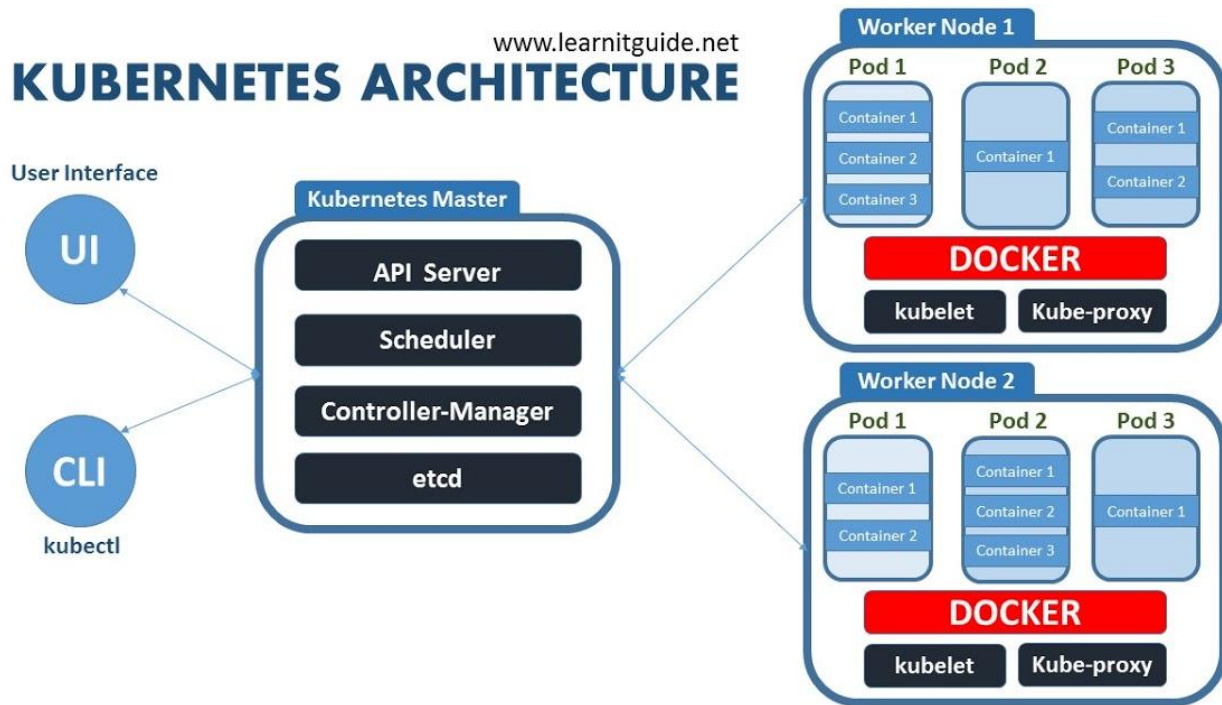 www.learnitguide.net
KUBERNETES ARCHITECTURE
User Interface
UI
CLI
kubectl
Kubernetes Master
API Server
Scheduler
Controller-Manager
etcd
Worker Node 1
Pod 1
Container 1
Container 2
Container 3
Pod 2
Container 1
Pod 3
Container 1
Container 2
DOCKER
kubelet
Kube-proxy
Worker Node 2
Pod 1
Container 1
Container 2
Pod 2
Container 1
Container 2
Container 3
Pod 3
Container 1
DOCKER
kubelet
Kube-proxy